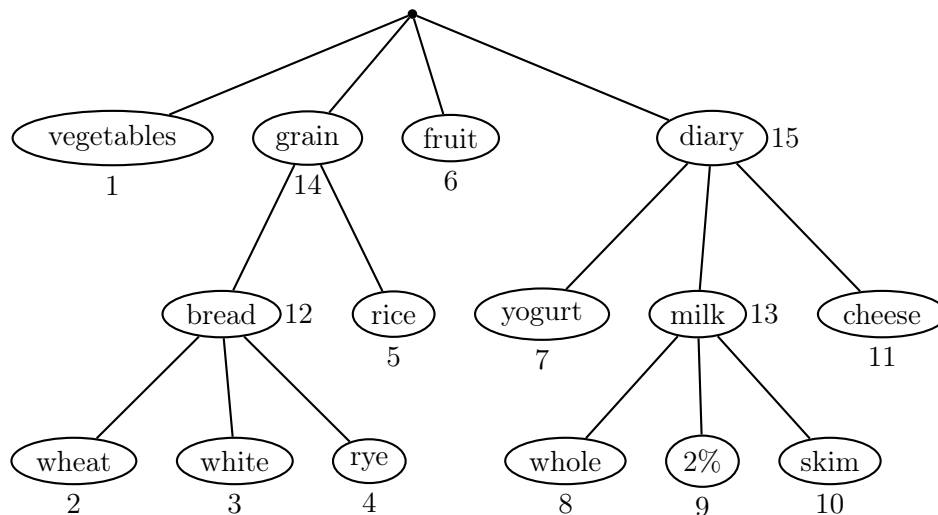 vegetables grain fruit diary 15
1 14 6
bread 12 rice yogurt milk 13 cheese
5 7 11
wheat white rye whole 2% skim
2 3 4 8 9 10